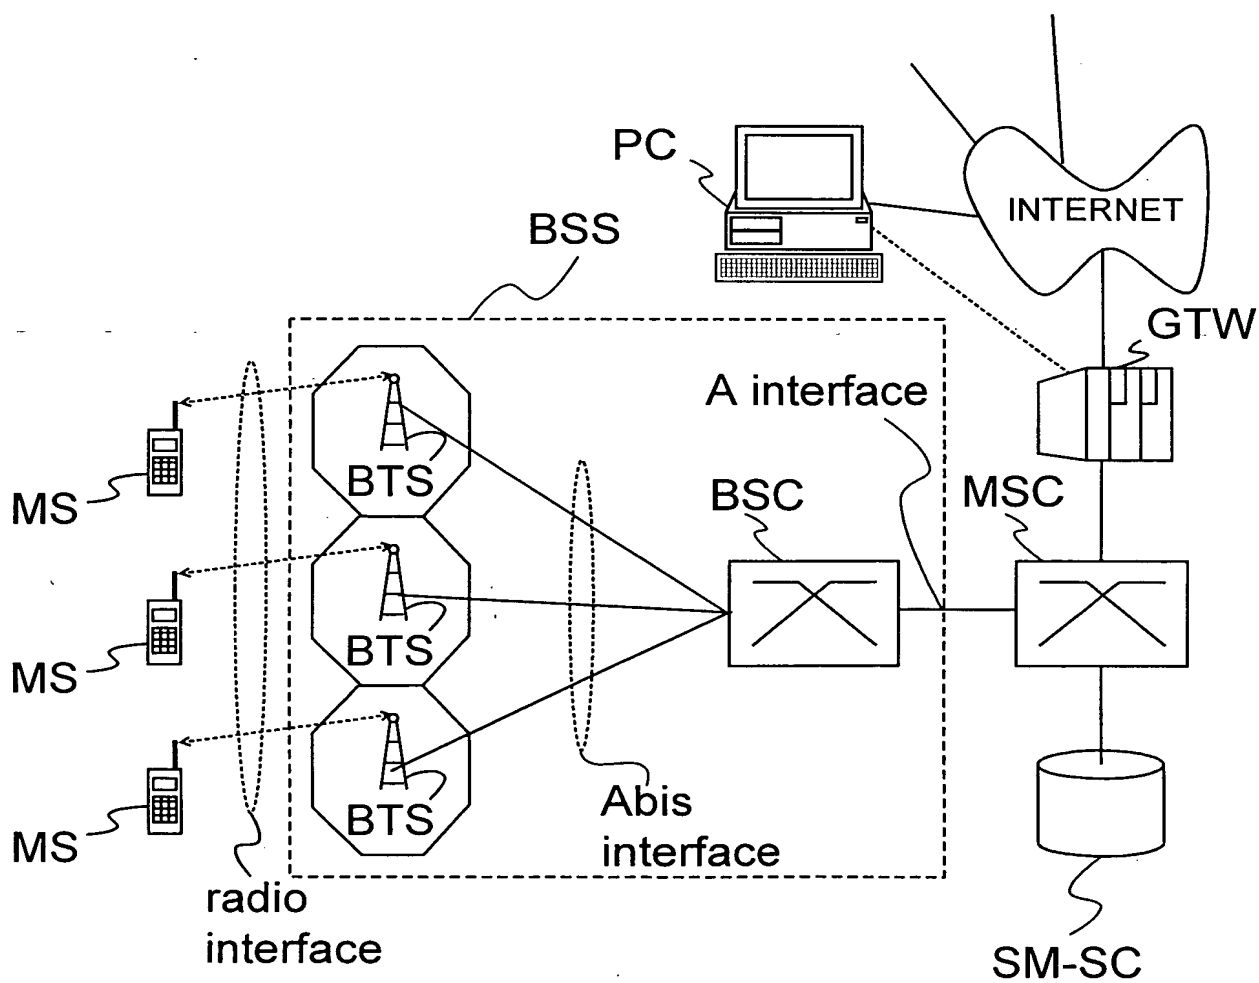 PC
INTERNET
BSS
GTW
A interface
MS
BTS
BSC
MSC
MS
BTS
MS
BTS
Abis
interface
radio
interface
SM-SC